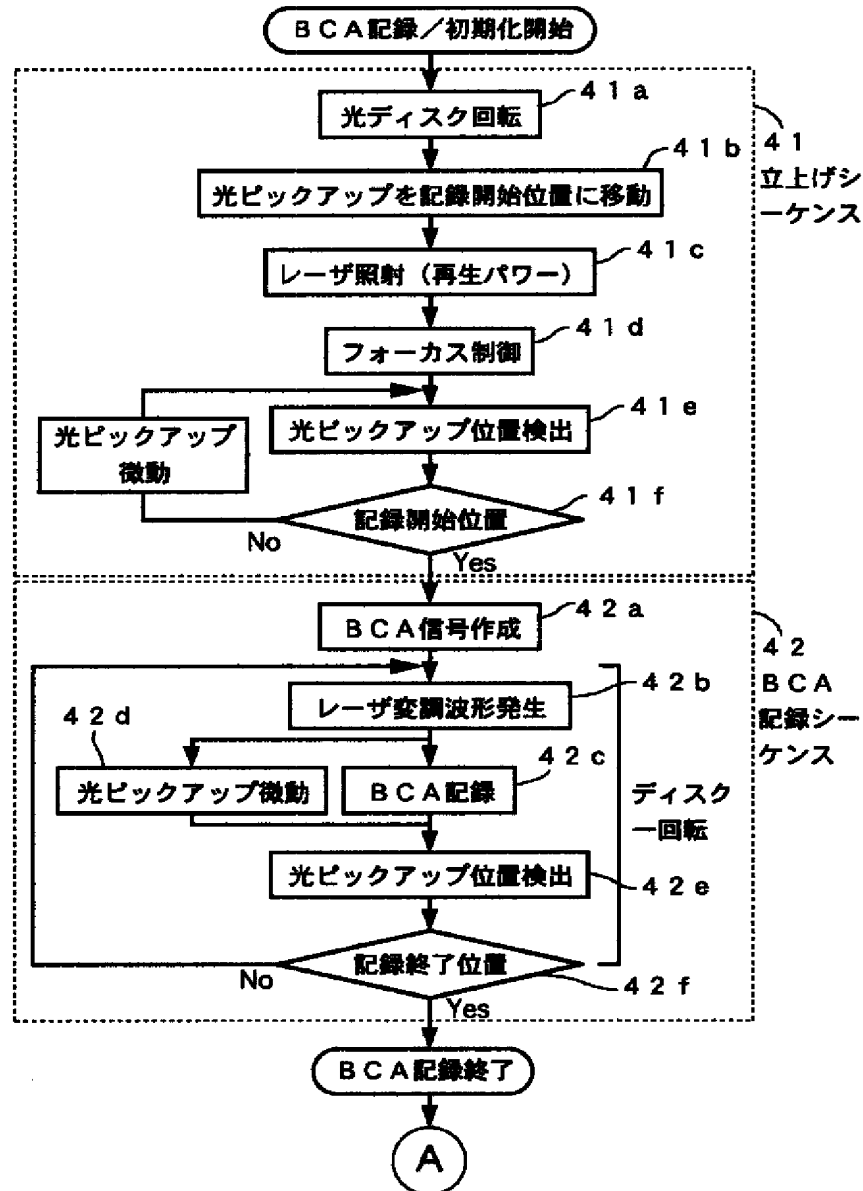 BCA記録/初期化開始
41a
光ディスク回転
41b
41
立上げシ
ーケンス
光ピックアップを記録開始位置に移動
41c
レーザ照射(再生パワー)
41d
フォーカス制御
41e
光ピックアップ位置検出
光ピックアップ
微動
41f
記録開始位置
No
Yes
42a
BCA信号作成
42
BCA
記録シー
ケンス
42b
レーザ変調波形発生
42d
42c
光ピックアップ微動
BCA記録
ディスク
一回転
光ピックアップ位置検出
42e
記録終了位置
No
42f
Yes
BCA記録終了
A